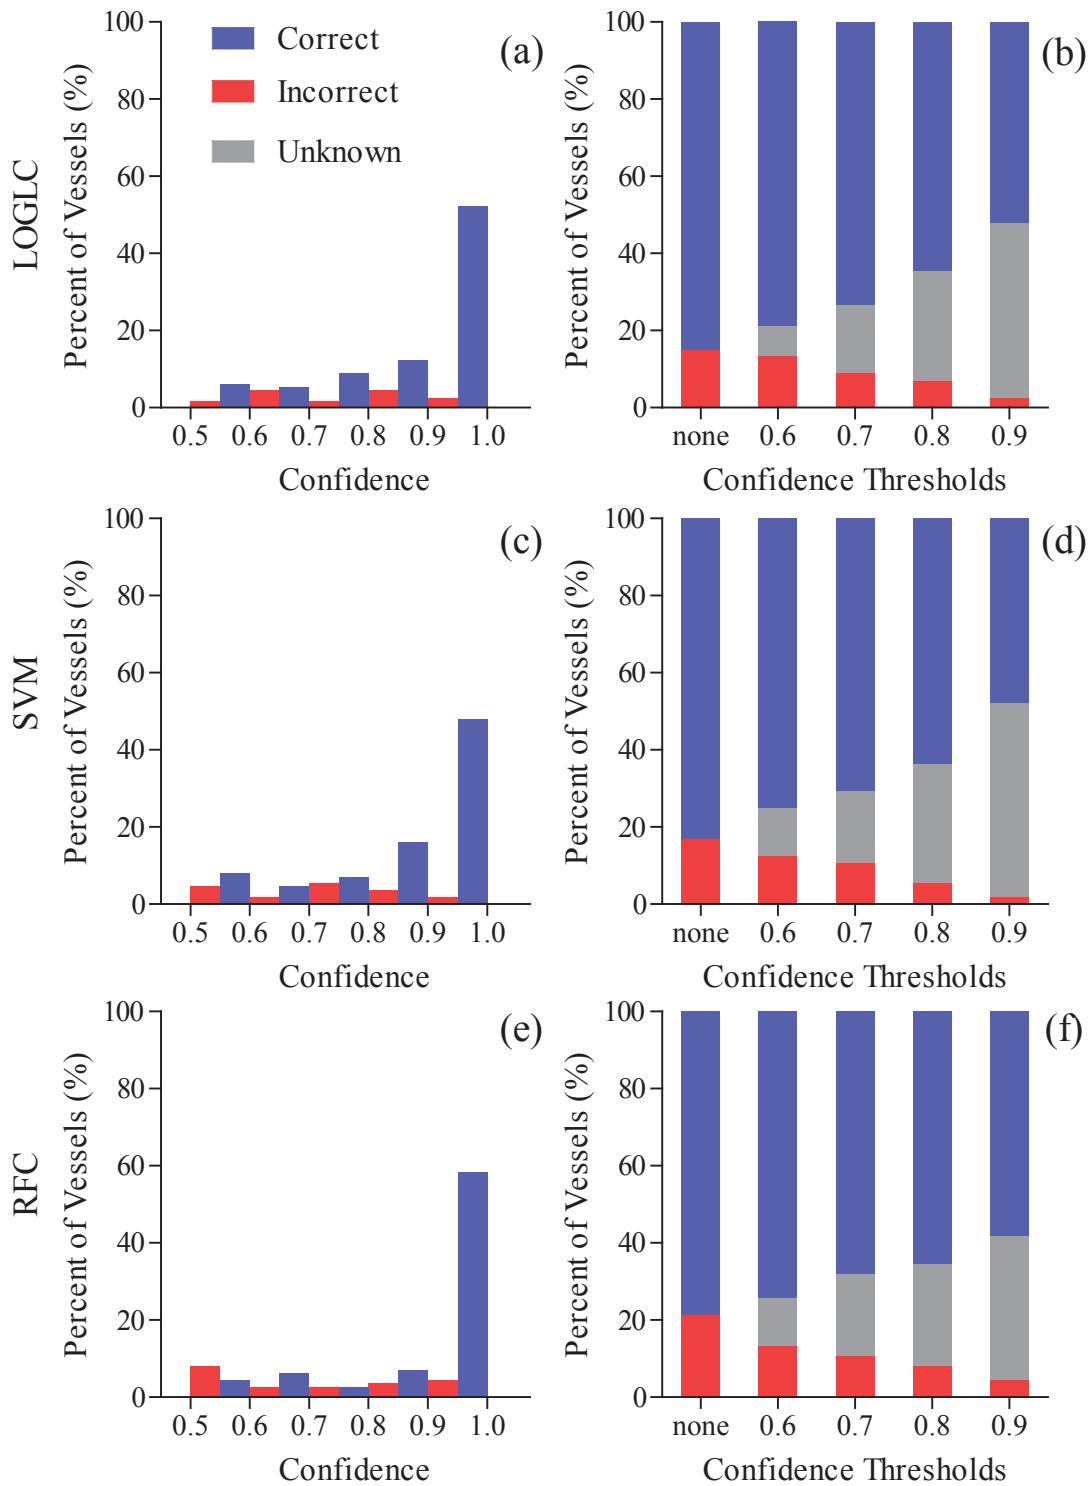 LOGLC
Percent of Vessels (%)
100
80
60
40
20
0
Correct
Incorrect
Unknown
(a)
0.5 0.6 0.7 0.8 0.9 1.0
Confidence
Percent of Vessels (%)
100
80
60
40
20
0
(b)
none 0.6 0.7 0.8 0.9
Confidence Thresholds
SVM
Percent of Vessels (%)
100
80
60
40
20
0
(c)
0.5 0.6 0.7 0.8 0.9 1.0
Confidence
Percent of Vessels (%)
100
80
60
40
20
0
(d)
none 0.6 0.7 0.8 0.9
Confidence Thresholds
RFC
Percent of Vessels (%)
100
80
60
40
20
0
(e)
0.5 0.6 0.7 0.8 0.9 1.0
Confidence
Percent of Vessels (%)
100
80
60
40
20
0
(f)
none 0.6 0.7 0.8 0.9
Confidence Thresholds